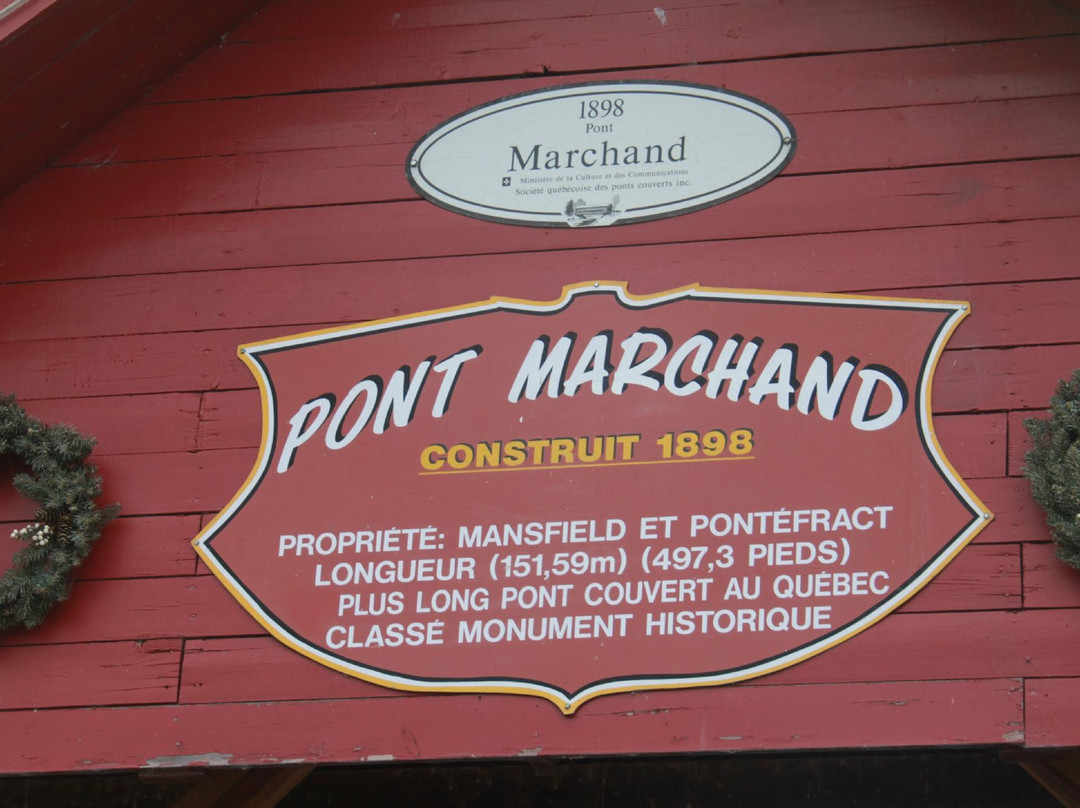 1898
Pont
Marchand
Ministère de la Culture et des Communications
Société québécoise des ponts couverts inc.
PONT MARCHAND
CONSTRUIT 1898
PROPRIÉTÉ: MANSFIELD ET PONTÉFRACT
LONGUEUR (151,59m) (497,3 PIEDS)
PLUS LONG PONT COUVERT AU QUÉBEC
CLASSÉ MONUMENT HISTORIQUE